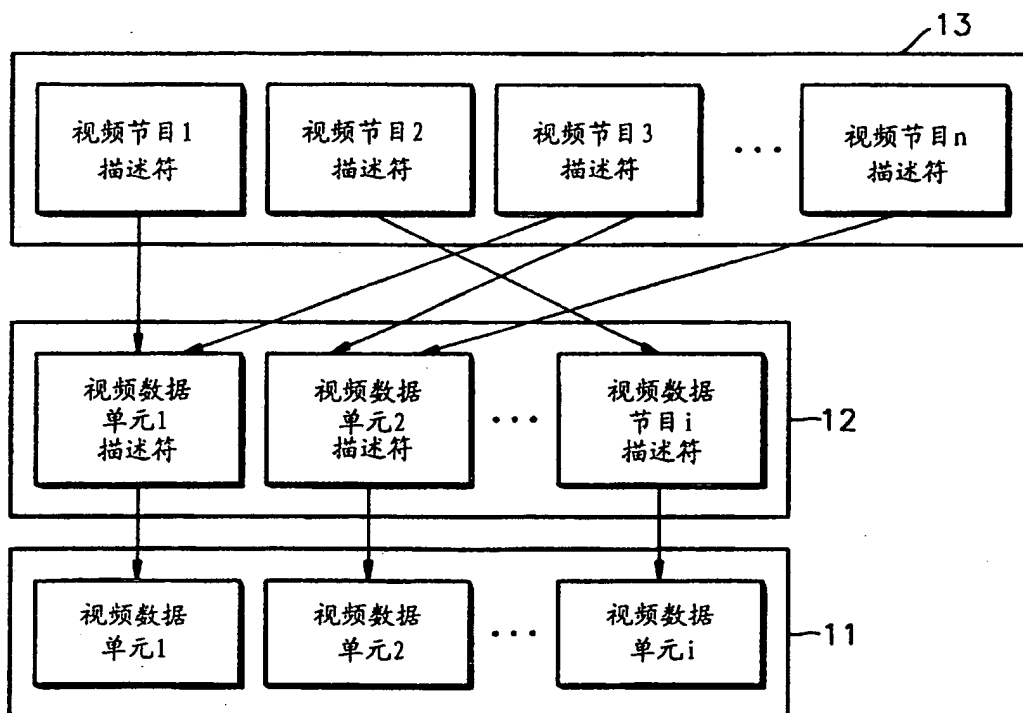 13
视频节目1
描述符
视频节目2
描述符
视频节目3
描述符
...
视频节目n
描述符
视频数据
单元1
描述符
视频数据
单元2
描述符
...
视频数据
节目i
描述符
12
视频数据
单元1
视频数据
单元2
...
视频数据
单元i
11